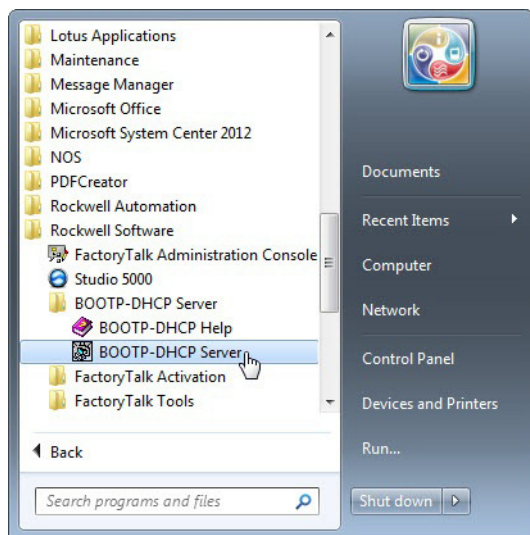 Lotus Applications
Maintenance
Message Manager
Microsoft Office
Microsoft System Center 2012
NOS
PDFCreator
Rockwell Automation
Rockwell Software
FactoryTalk Administration Console
Studio 5000
BOOTP-DHCP Server
BOOTP-DHCP Help
BOOTP-DHCP Server
FactoryTalk Activation
FactoryTalk Tools
Back
Search programs and files
Documents
Recent Items
Computer
Network
Control Panel
Devices and Printers
Run...
Shut down